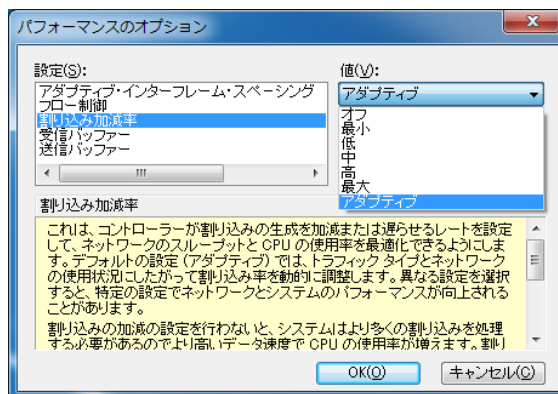 パフォーマンスのオプション
設定(S):
値(V):
アダプティブ・インターフレーム・スペーシング
フロー制御
割り込み加減率
受信バッファー
送信バッファー
アダプティブ
オフ
最小
低
中
高
最大
アダプティブ
割り込み加減率
これは、コントローラーが割り込みの生成を加減または遅らせるレートを設定
して、ネットワークのスループットと CPU の使用率を最適化できるようにしま
す。デフォルトの設定 (アダプティブ) では、トラフィック タイプとネットワーク
の使用状況にしたがって割り込み率を動的に調整します。異なる設定を選択
すると、特定の設定でネットワークとシステムのパフォーマンスが向上される
ことがあります。
割り込みの加減の設定を行わないと、システムはより多くの割り込みを処理
する必要があるのでより高いデータ速度で CPU の使用率が増えます。割り
OK(O)
キャンセル(C)